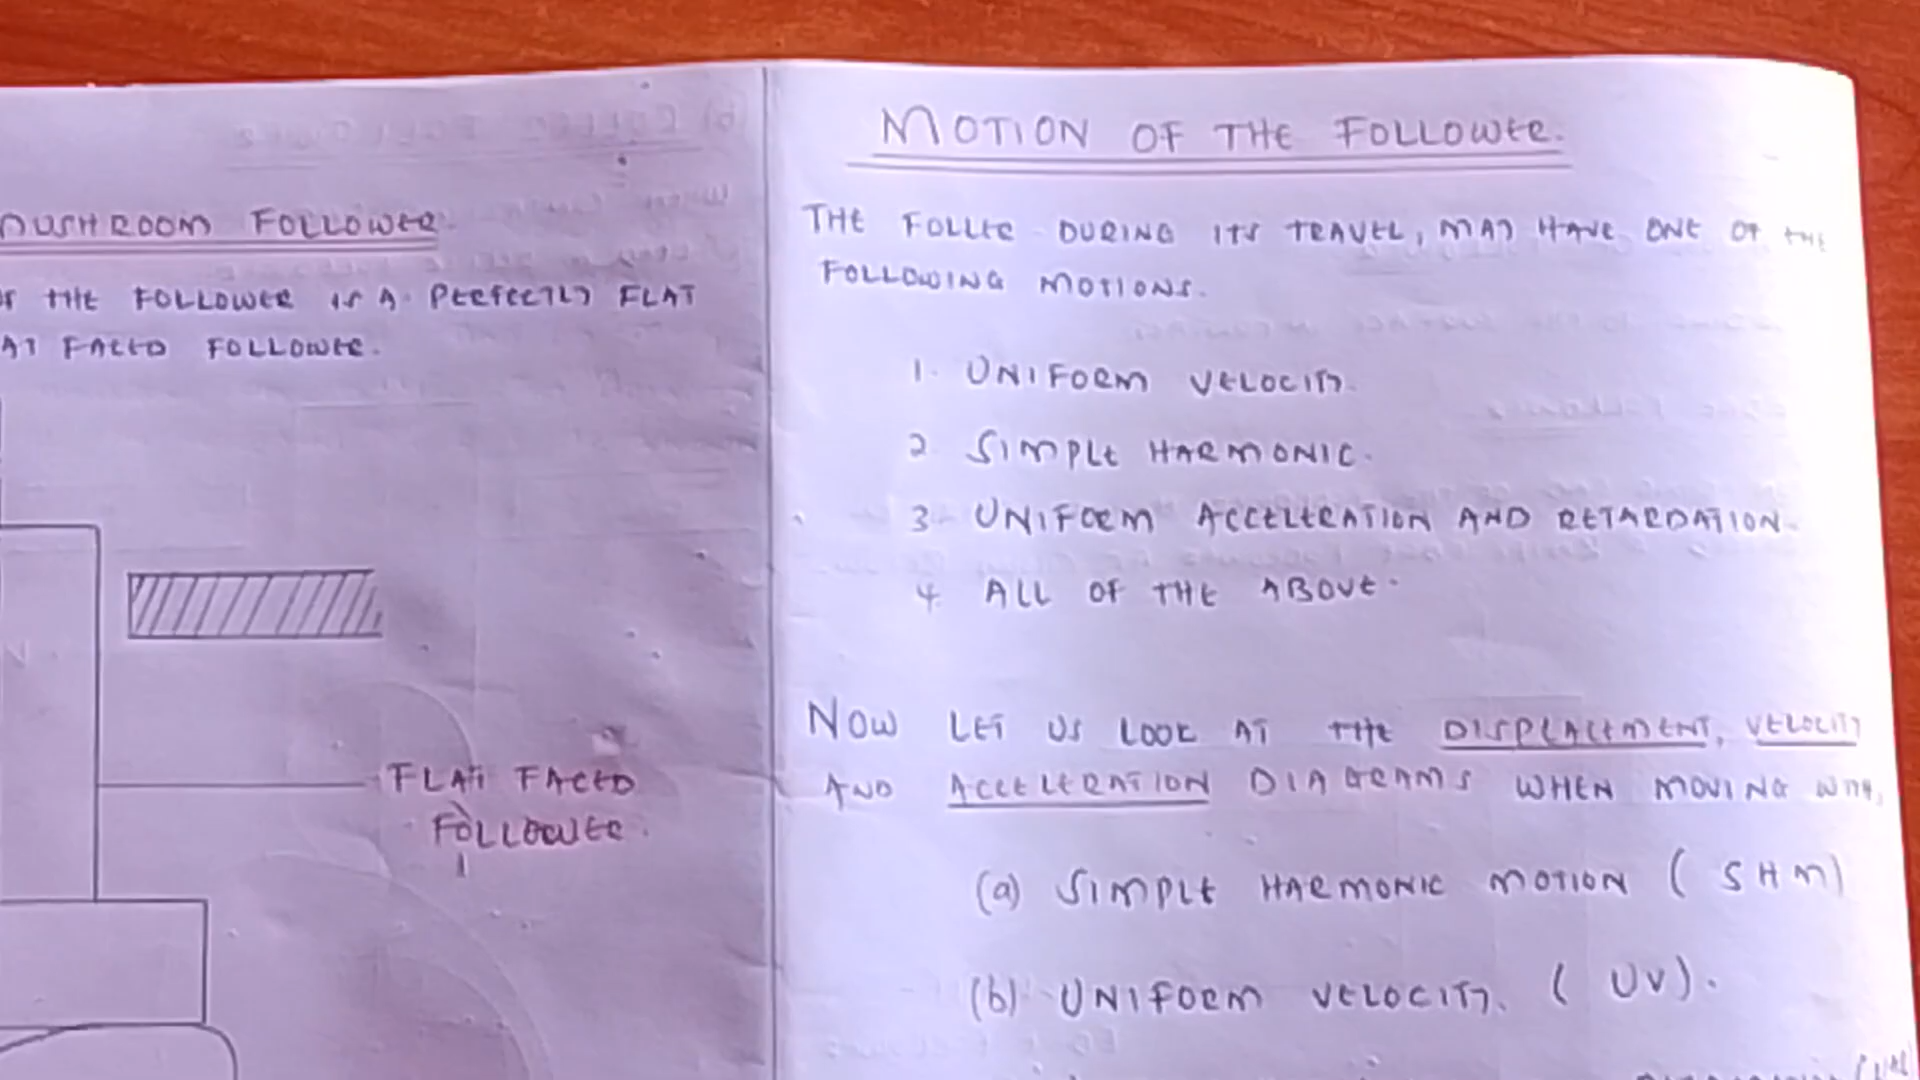 MUSHROOM FOLLOWER.
OF THE FOLLOWER IS A PERFECTLY FLAT
AT FACED FOLLOWER.
FLAT FACED
FOLLOWER.
MOTION OF THE FOLLOWER.
THE FOLLER DURING ITS TRAVEL, MAY HAVE ONE OF THE
FOLLOWING MOTIONS.
1. UNIFORM VELOCITY.
2. SIMPLE HARMONIC.
3. UNIFORM ACCELERATION AND RETARDATION.
4. ALL OF THE ABOVE.
NOW LET US LOOK AT THE DISPLACEMENT, VELOCITY
AND ACCELERATION DIAGRAMS WHEN MOVING WITH,
(a) SIMPLE HARMONIC MOTION (SHM)
(b) UNIFORM VELOCITY. (UV).